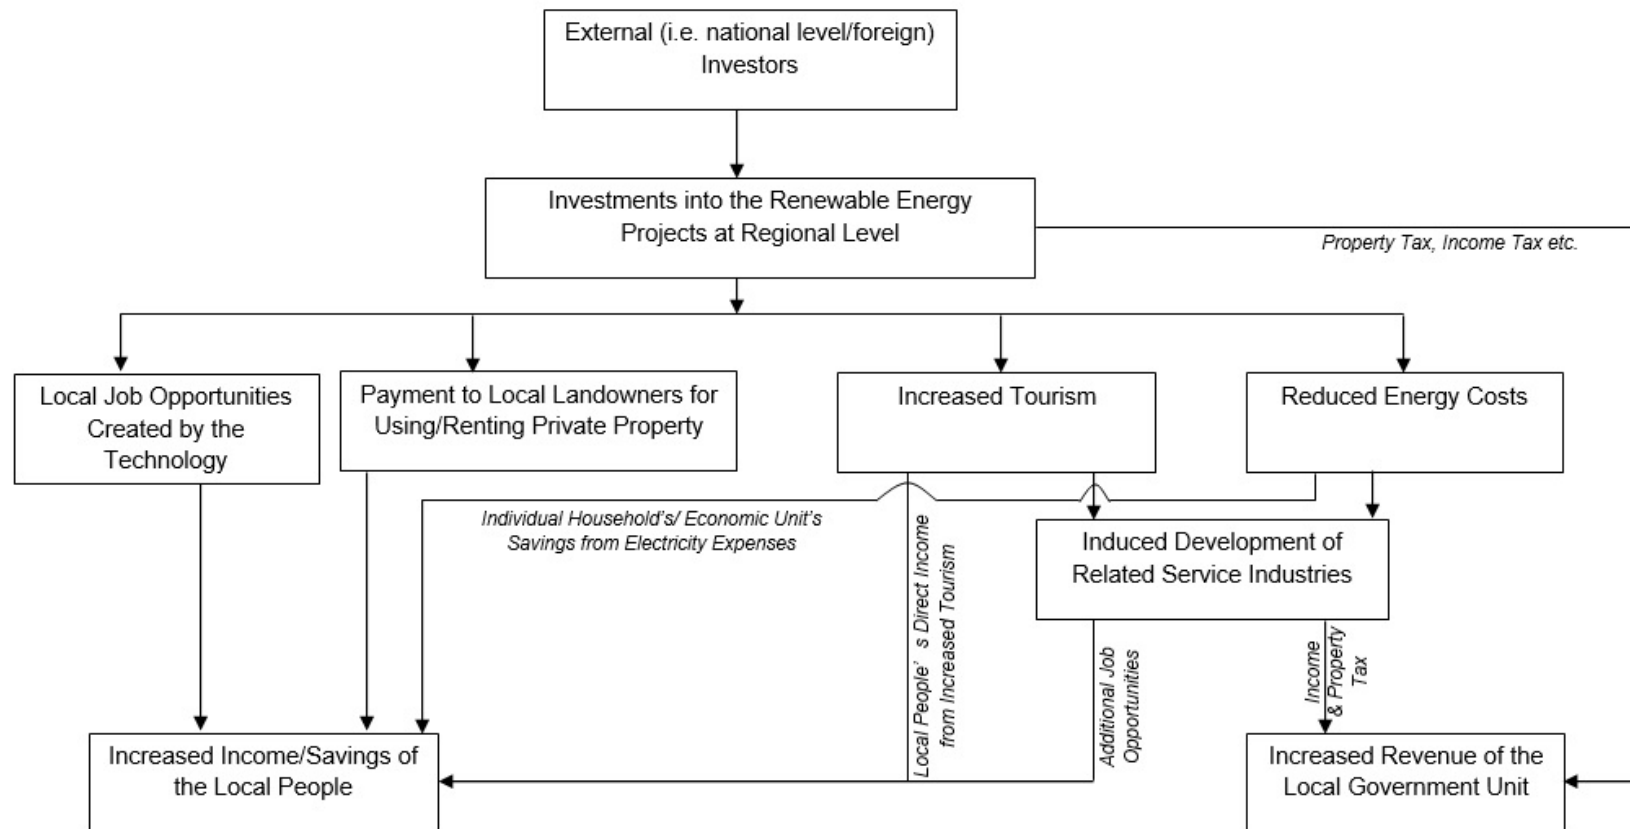 External (i.e. national level/foreign)
Investors
Investments into the Renewable Energy
Projects at Regional Level
Property Tax, Income Tax etc.
Local Job Opportunities
Created by the
Technology
Payment to Local Landowners for
Using/Renting Private Property
Increased Tourism
Reduced Energy Costs
Individual Household's/ Economic Unit's
Savings from Electricity Expenses
Induced Development of
Related Service Industries
Local People’ s Direct Income
from Increased Tourism
Additional Job
Opportunities
Income
& Property
Tax
Increased Income/Savings of
the Local People
Increased Revenue of the
Local Government Unit